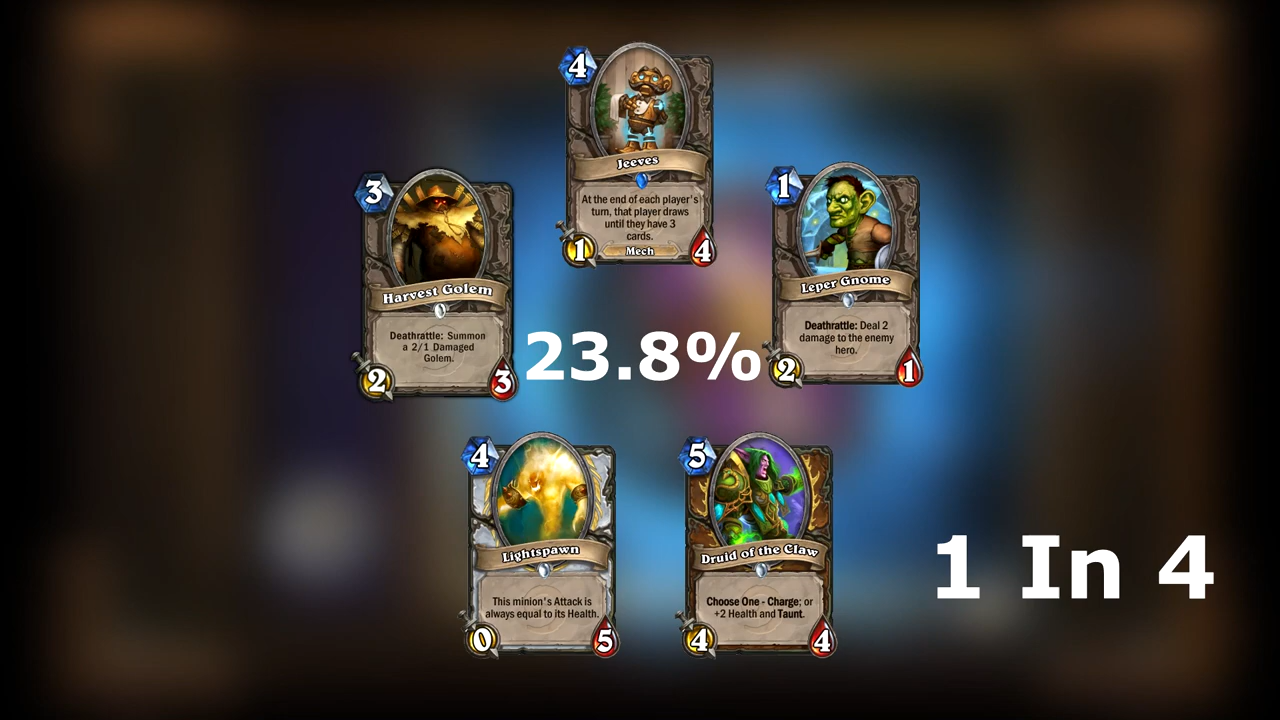 4
Jeeves
At the end of each player's
turn, that player draws
until they have 3
cards.
Mech
1
4
3
Harvest Golem
Deathrattle: Summon
a 2/1 Damaged
Golem.
2
3
1
Leper Gnome
Deathrattle: Deal 2
damage to the enemy
hero.
2
1
23.8%
4
Lightspawn
This minion's Attack is
always equal to its Health.
0
5
5
Druid of the Claw
Choose One - Charge; or
+2 Health and Taunt.
4
4
1 In 4